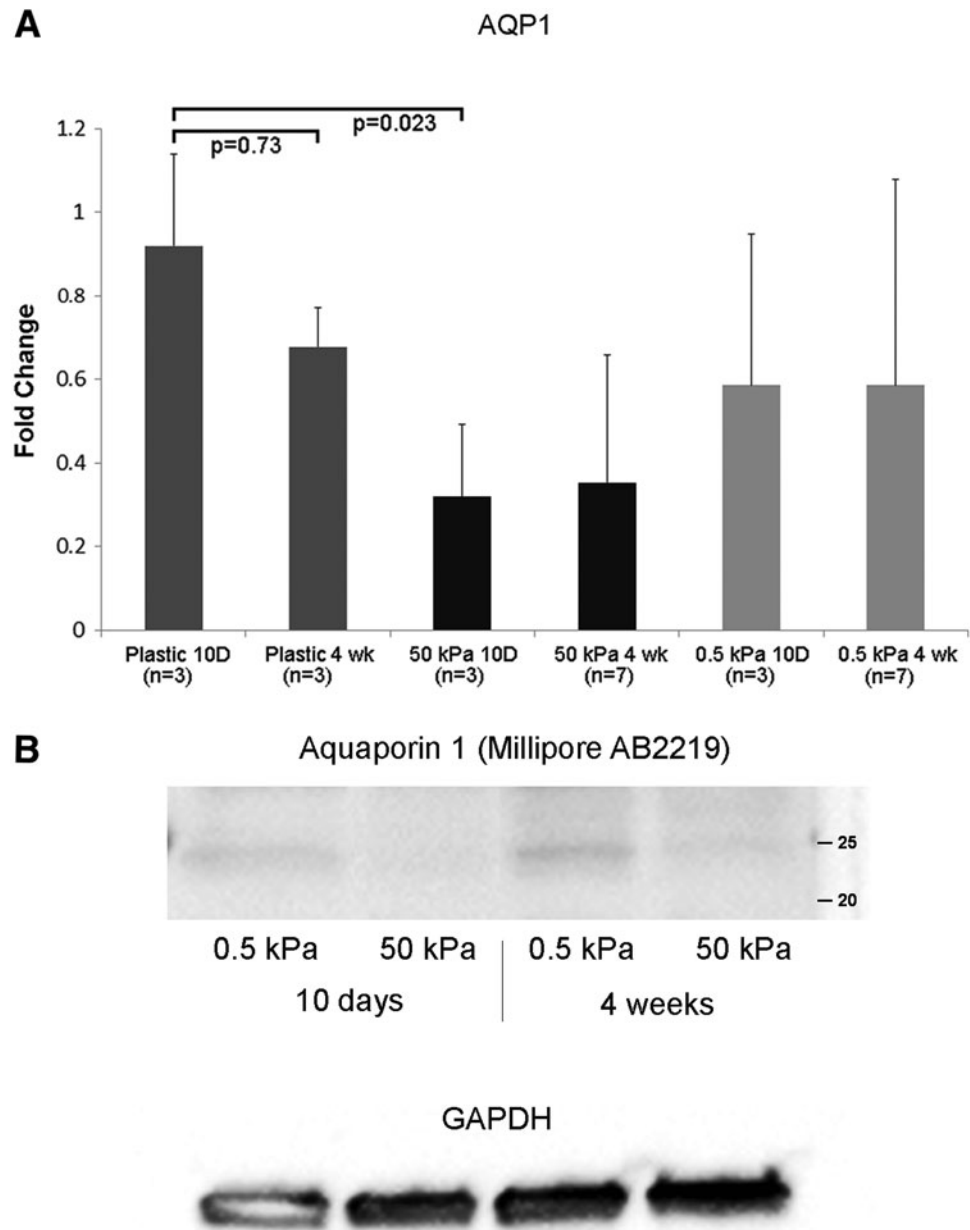 A
AQP1
p=0.023
p=0.73
1.2
1
0.8
0.6
0.4
0.2
0
Fold Change
Plastic 10D Plastic 4 wk 50 kPa 10D 50 kPa 4 wk 0.5 kPa 10D 0.5 kPa 4 wk
(n=3) (n=3) (n=3) (n=7) (n=3) (n=7)
B
Aquaporin 1 (Millipore AB2219)
25
20
0.5 kPa 50 kPa 0.5 kPa 50 kPa
10 days 4 weeks
GAPDH